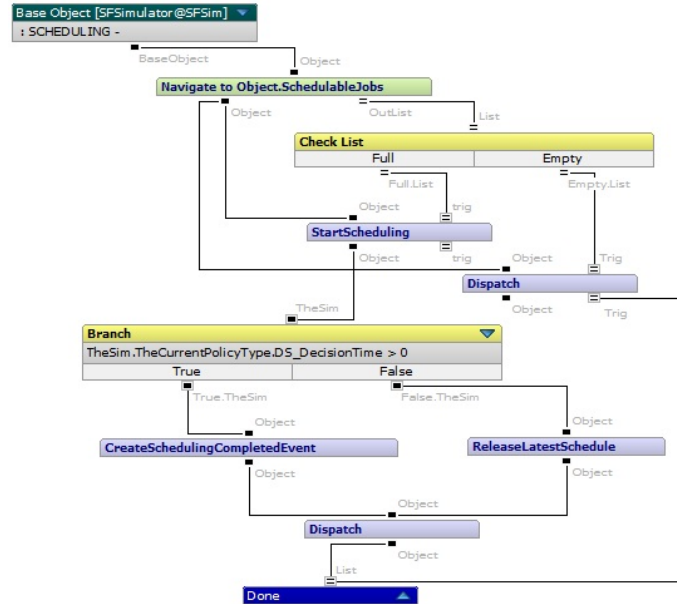 Base Object [SFSimulator@SFSim]
: SCHEDULING -
BaseObject
Object
Navigate to Object.SchedulableJobs
Object
OutList
List
Check List
Full
Empty
Full.List
Empty.List
Object
trig
StartScheduling
Object
trig
Object
Trig
Dispatch
Object
Trig
TheSim
Branch
TheSim.TheCurrentPolicyType.DS_DecisionTime > 0
True
False
True.TheSim
False.TheSim
Object
Object
CreateSchedulingCompletedEvent
ReleaseLatestSchedule
Object
Object
Object
Dispatch
Object
List
Done